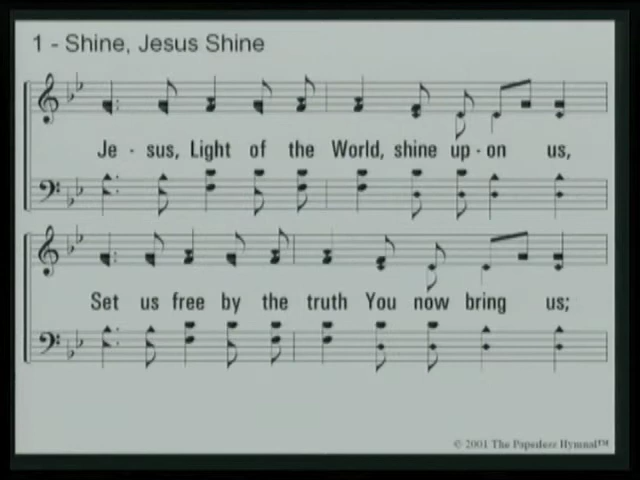 1 - Shine, Jesus Shine
Je - sus, Light of the World, shine up - on us,
Set us free by the truth You now bring us;
© 2001 The Paperless Hymnal™